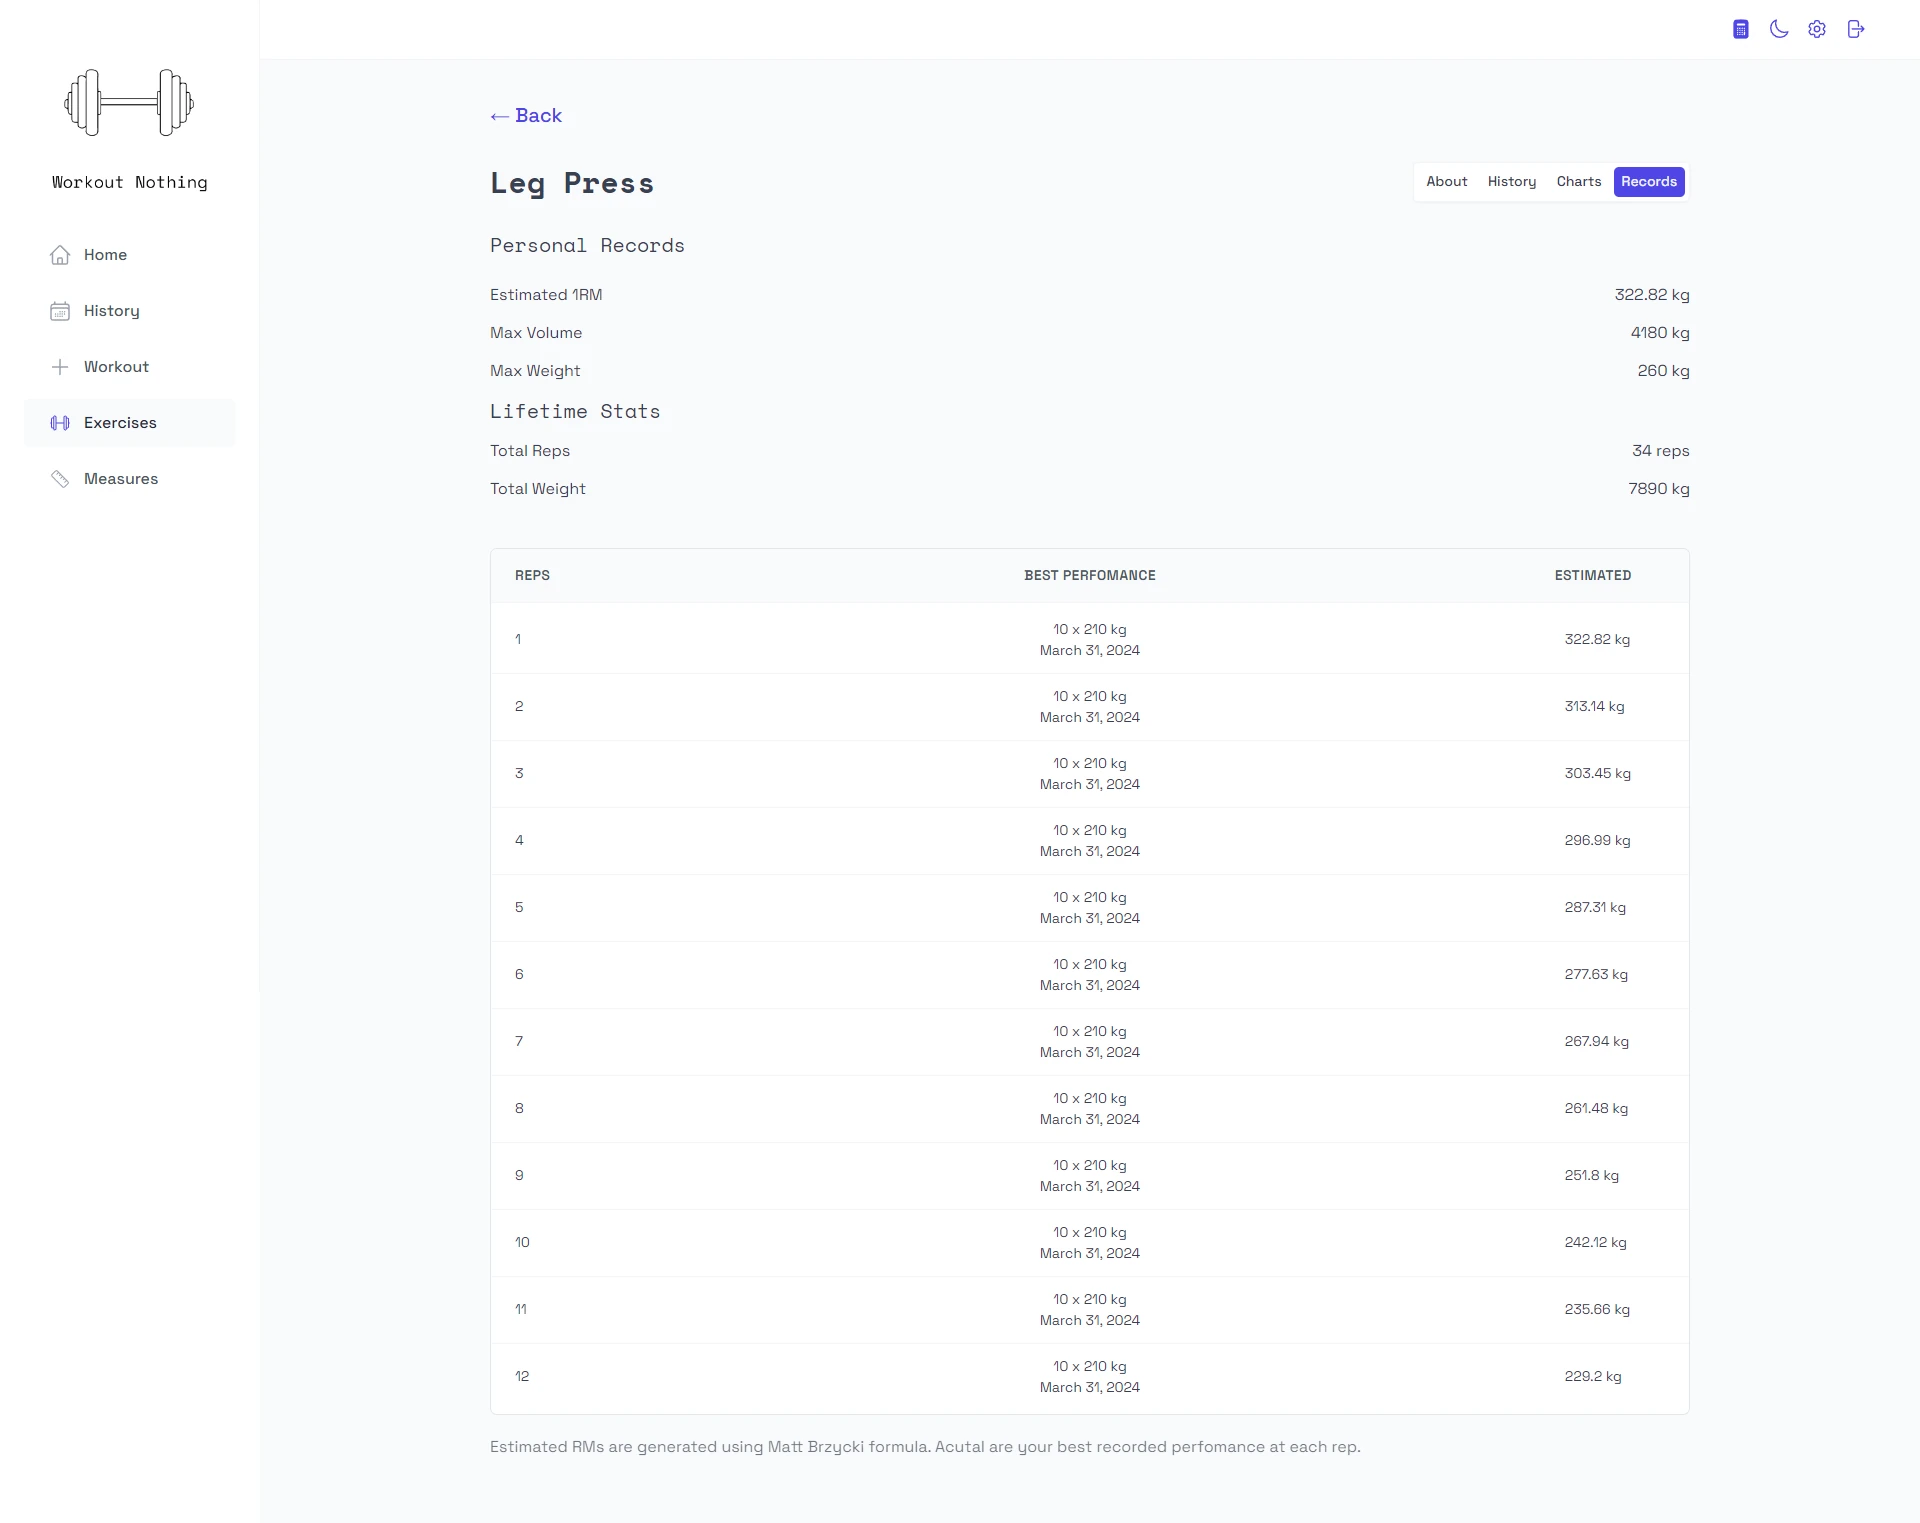 Workout Nothing
Home
History
Workout
Exercises
Measures
← Back
Leg Press
About History Charts Records
Personal Records
Estimated 1RM 322.82 kg
Max Volume 4180 kg
Max Weight 260 kg
Lifetime Stats
Total Reps 34 reps
Total Weight 7890 kg
REPS BEST PERFOMANCE ESTIMATED
1 10 x 210 kg 322.82 kg
March 31, 2024
2 10 x 210 kg 313.14 kg
March 31, 2024
3 10 x 210 kg 303.45 kg
March 31, 2024
4 10 x 210 kg 296.99 kg
March 31, 2024
5 10 x 210 kg 287.31 kg
March 31, 2024
6 10 x 210 kg 277.63 kg
March 31, 2024
7 10 x 210 kg 267.94 kg
March 31, 2024
8 10 x 210 kg 261.48 kg
March 31, 2024
9 10 x 210 kg 251.8 kg
March 31, 2024
10 10 x 210 kg 242.12 kg
March 31, 2024
11 10 x 210 kg 235.66 kg
March 31, 2024
12 10 x 210 kg 229.2 kg
March 31, 2024
Estimated RMs are generated using Matt Brzycki formula. Acutal are your best recorded perfomance at each rep.